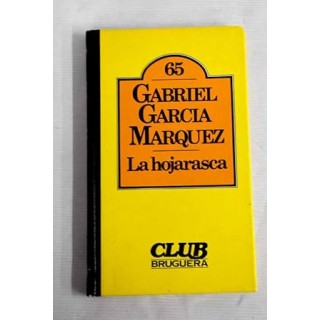 65
GABRIEL
GARCIA
MARQUEZ
La hojarasca
CLUB
BRUGUERA